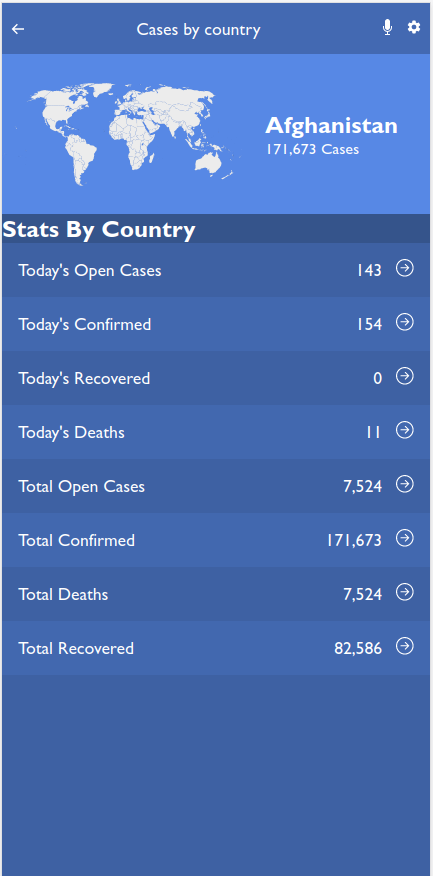 Cases by country
Afghanistan
171,673 Cases
Stats By Country
Today's Open Cases 143
Today's Confirmed 154
Today's Recovered 0
Today's Deaths 11
Total Open Cases 7,524
Total Confirmed 171,673
Total Deaths 7,524
Total Recovered 82,586